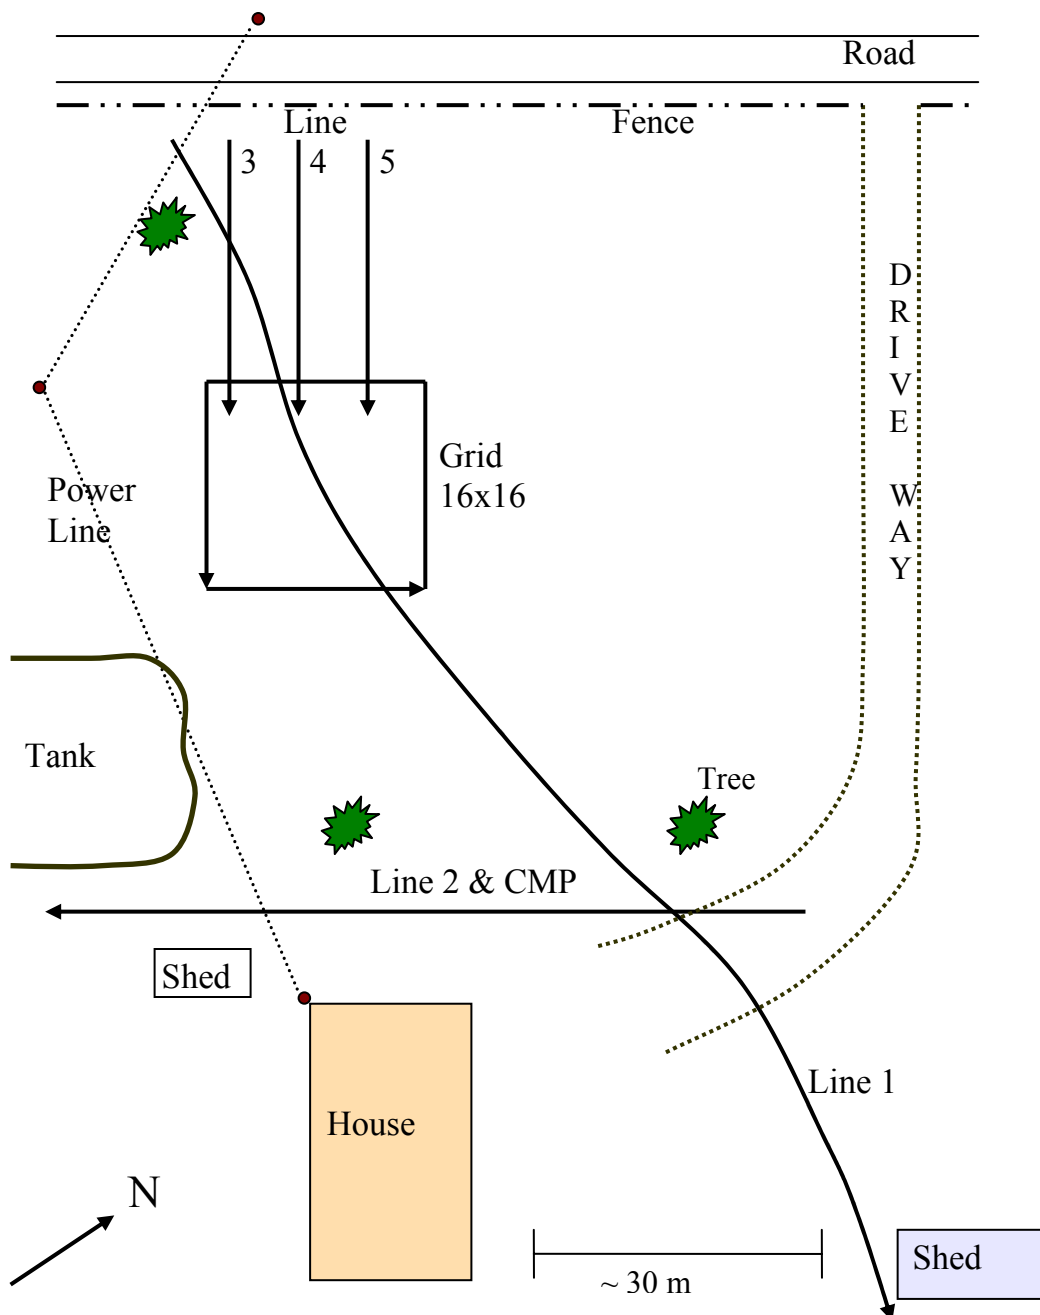 Road
Line
Fence
3
4
5
D
R
I
V
E
W
A
Y
Grid
16x16
Power
Line
Tank
Tree
Line 2 & CMP
Shed
Line 1
House
N
Shed
~ 30 m